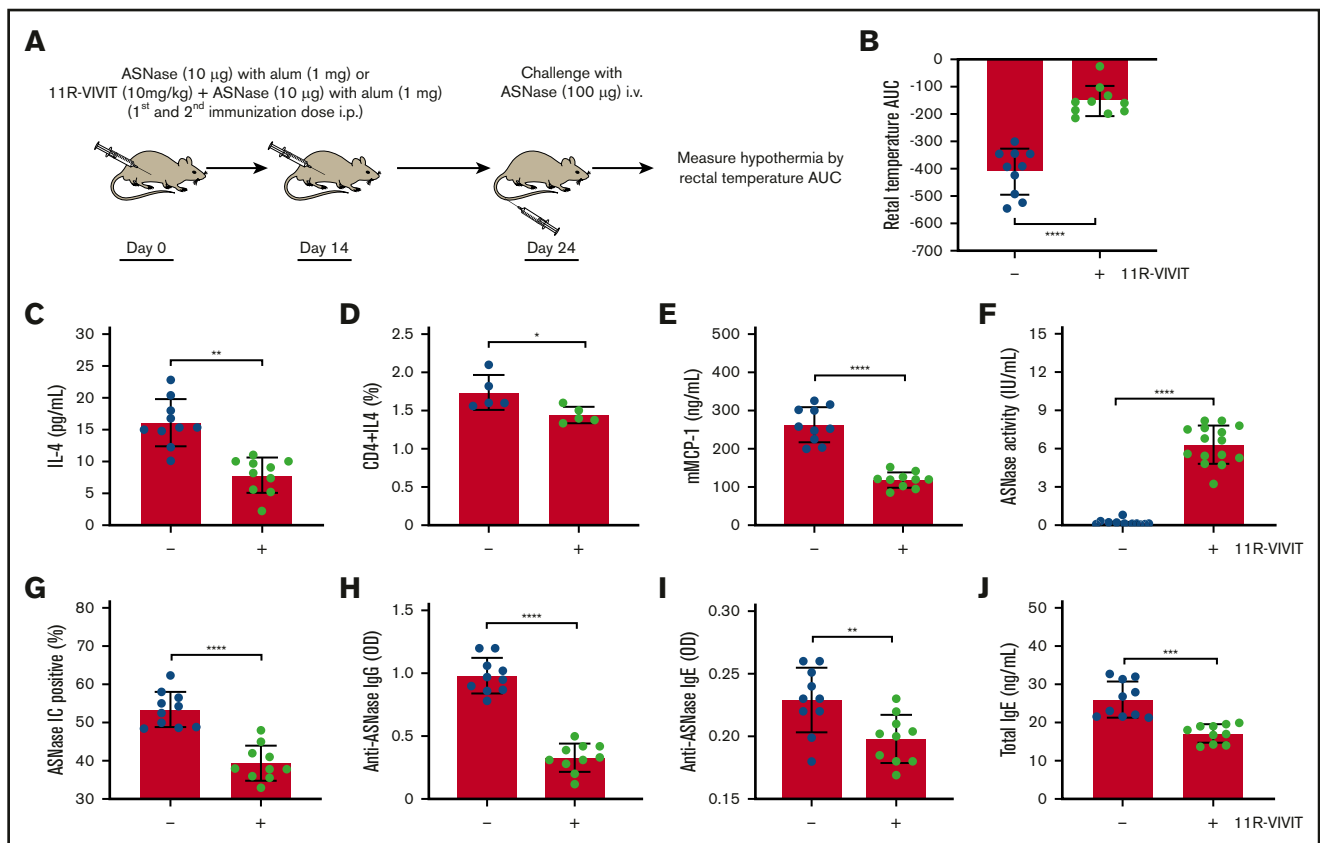 A
ASNase (10 µg) with alum (1 mg) or
11R-VIVIT (10mg/kg) + ASNase (10 µg) with alum (1 mg)
(1st and 2nd immunization dose i.p.)
Challenge with
ASNase (100 µg) i.v.
Measure hypothermia by
rectal temperature AUC
Day 0
Day 14
Day 24
B
Retal temperature AUC
0
-100
-200
-300
-400
-500
-600
-700
****
– + 11R-VIVIT
C
IL-4 (pg/mL)
30
25
20
15
10
5
0
**
– +
D
CD4+IL4 (%)
2.5
2.0
1.5
1.0
0.5
0.0
*
– +
E
mMCP-1 (ng/mL)
500
400
300
200
100
0
****
– +
F
ASNase activity (IU/mL)
15
12
9
6
3
0
****
– + 11R-VIVIT
G
ASNase IC positive (%)
80
70
60
50
40
30
****
– +
H
Anti-ASNase IgG (OD)
1.5
1.0
0.5
0
****
– +
I
Anti-ASNase IgE (OD)
0.30
0.25
0.20
0.15
**
– +
J
Total IgE (ng/mL)
50
40
30
20
10
0
***
– + 11R-VIVIT